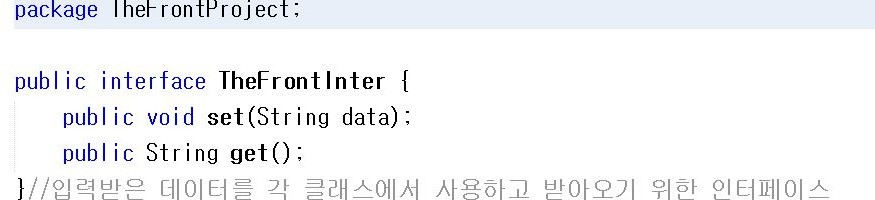 package TheFrontProject;
public interface TheFrontInter {
public void set(String data);
public String get();
}//입력받은 데이터를 각 클래스에서 사용하고 받아오기 위한 인터페이스